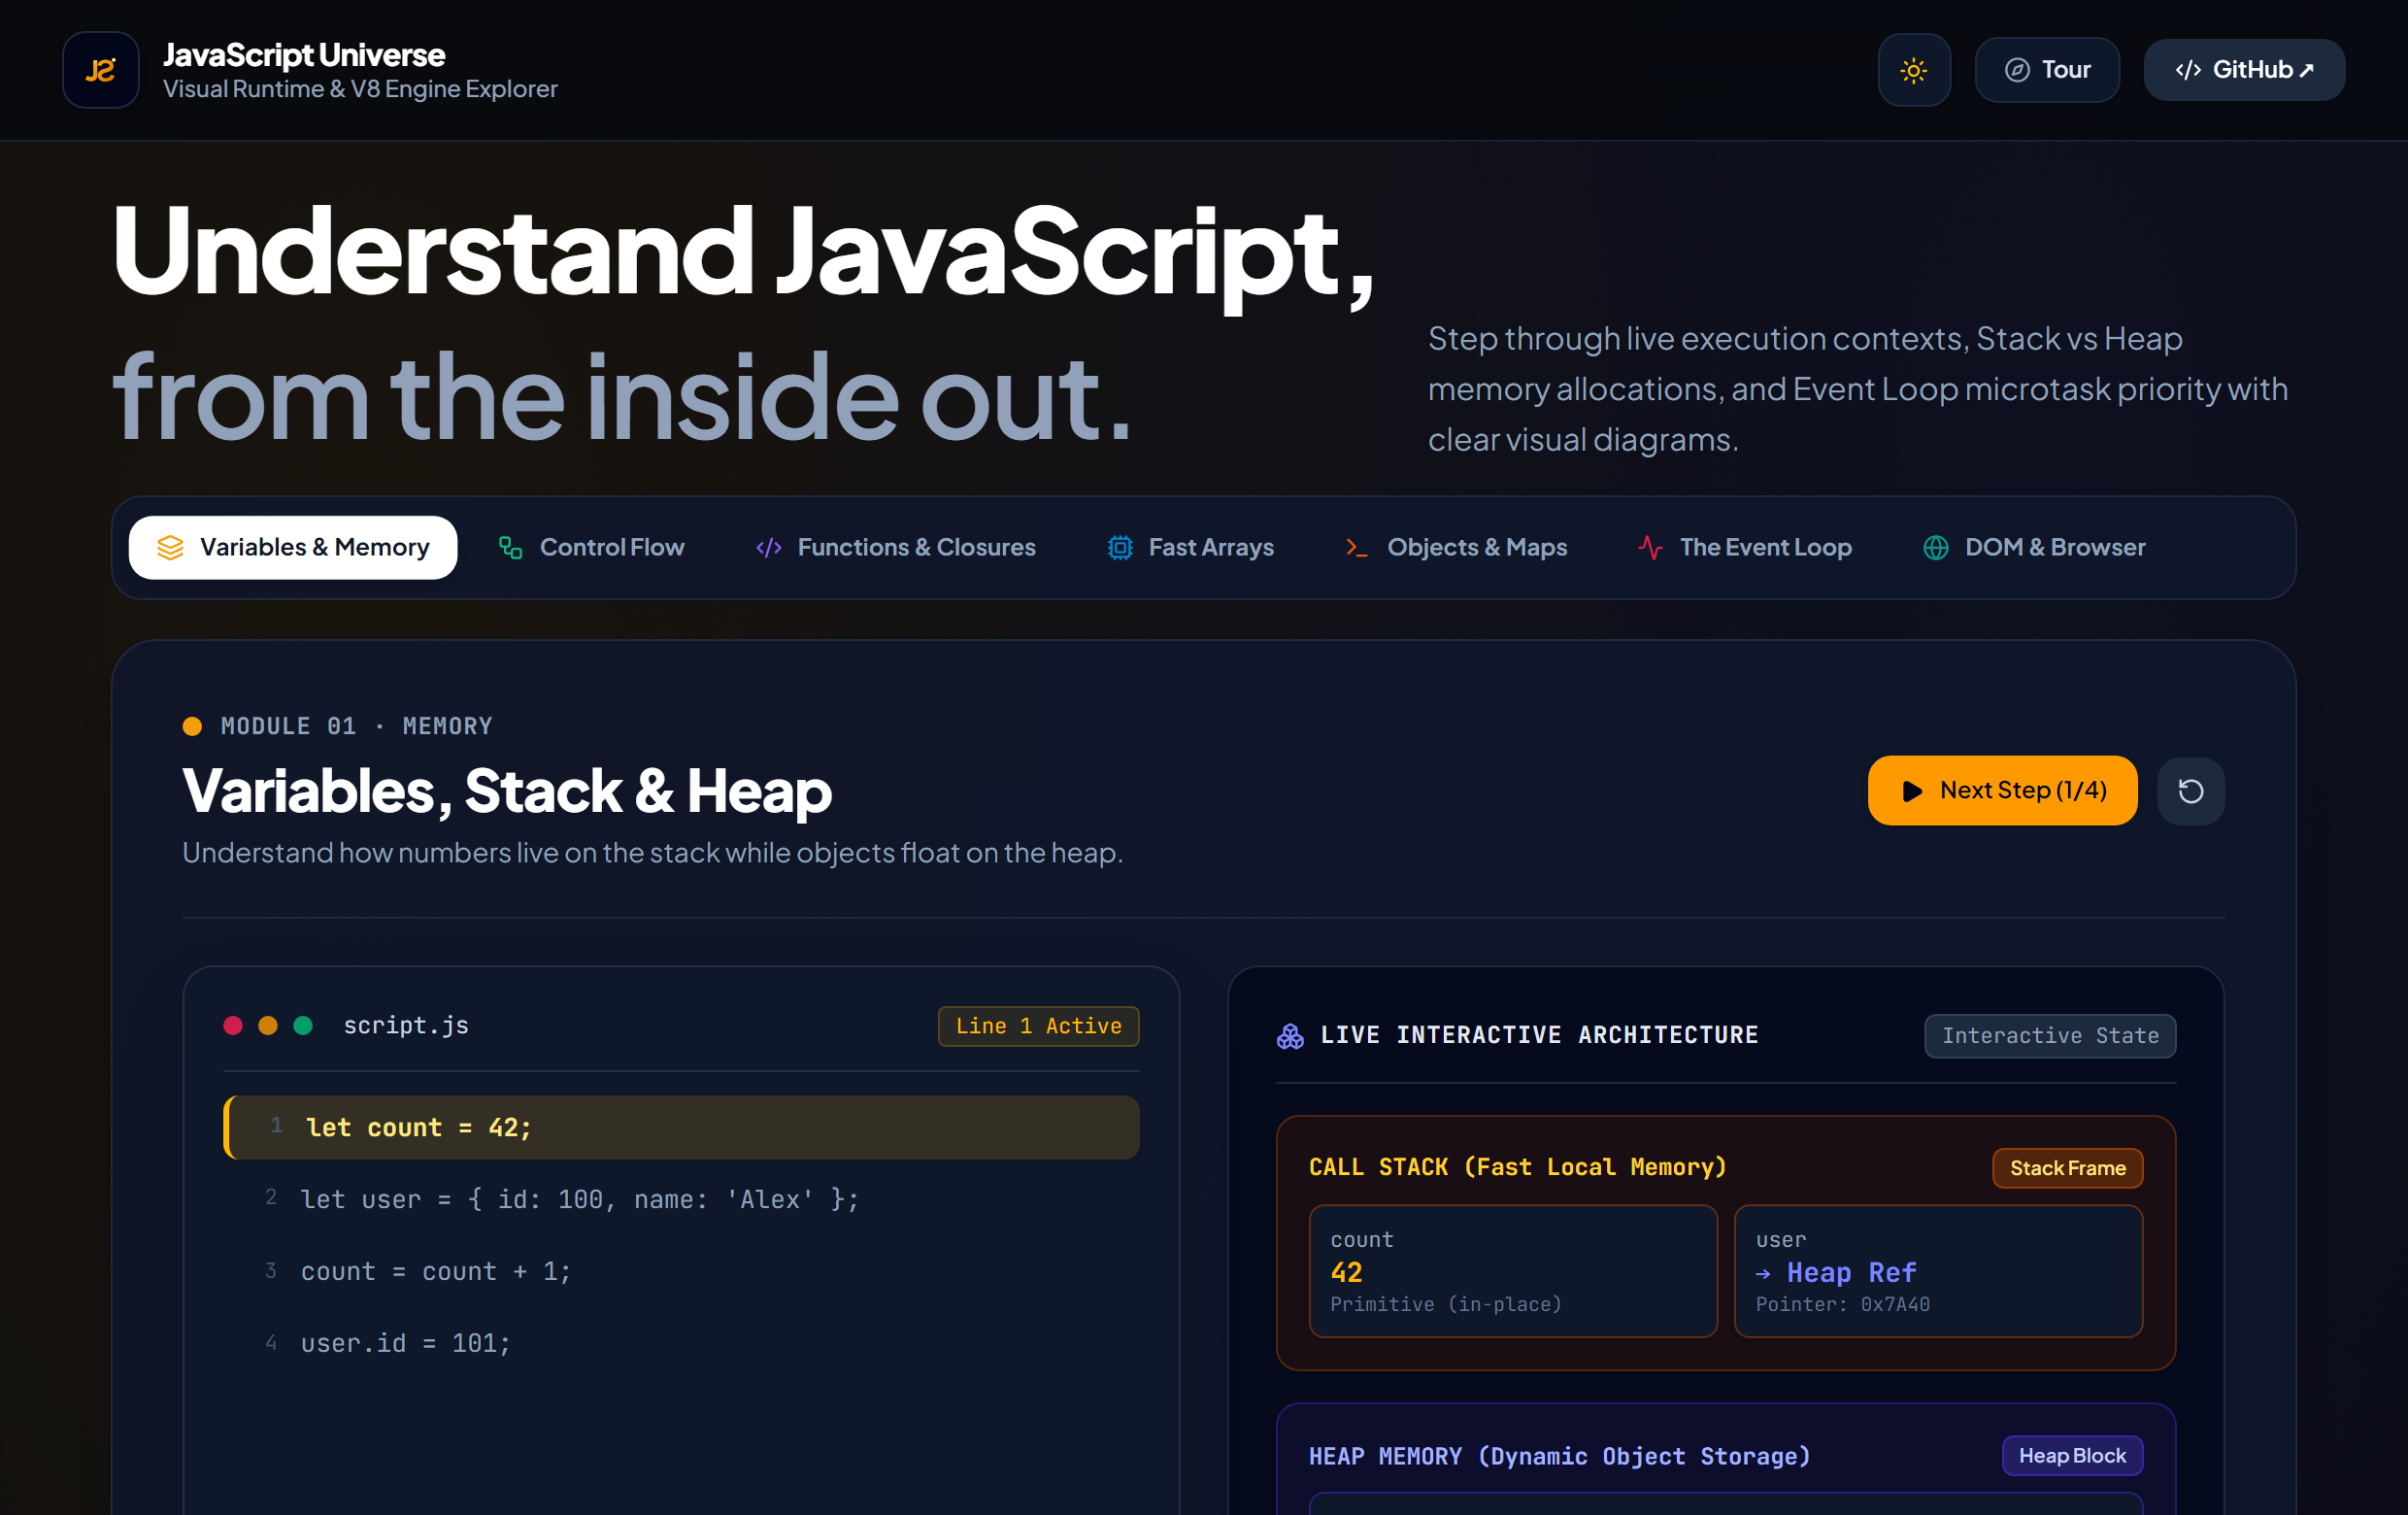 JS
JavaScript Universe
Visual Runtime & V8 Engine Explorer
Tour
</> GitHub ↗
Understand JavaScript,
from the inside out.
Step through live execution contexts, Stack vs Heap
memory allocations, and Event Loop microtask priority with
clear visual diagrams.
Variables & Memory
Control Flow
Functions & Closures
Fast Arrays
Objects & Maps
The Event Loop
DOM & Browser
MODULE 01 · MEMORY
Variables, Stack & Heap
Understand how numbers live on the stack while objects float on the heap.
Next Step (1/4)
script.js
Line 1 Active
1 let count = 42;
2 let user = { id: 100, name: 'Alex' };
3 count = count + 1;
4 user.id = 101;
LIVE INTERACTIVE ARCHITECTURE
Interactive State
CALL STACK (Fast Local Memory)
Stack Frame
count
42
Primitive (in-place)
user
→ Heap Ref
Pointer: 0x7A40
HEAP MEMORY (Dynamic Object Storage)
Heap Block